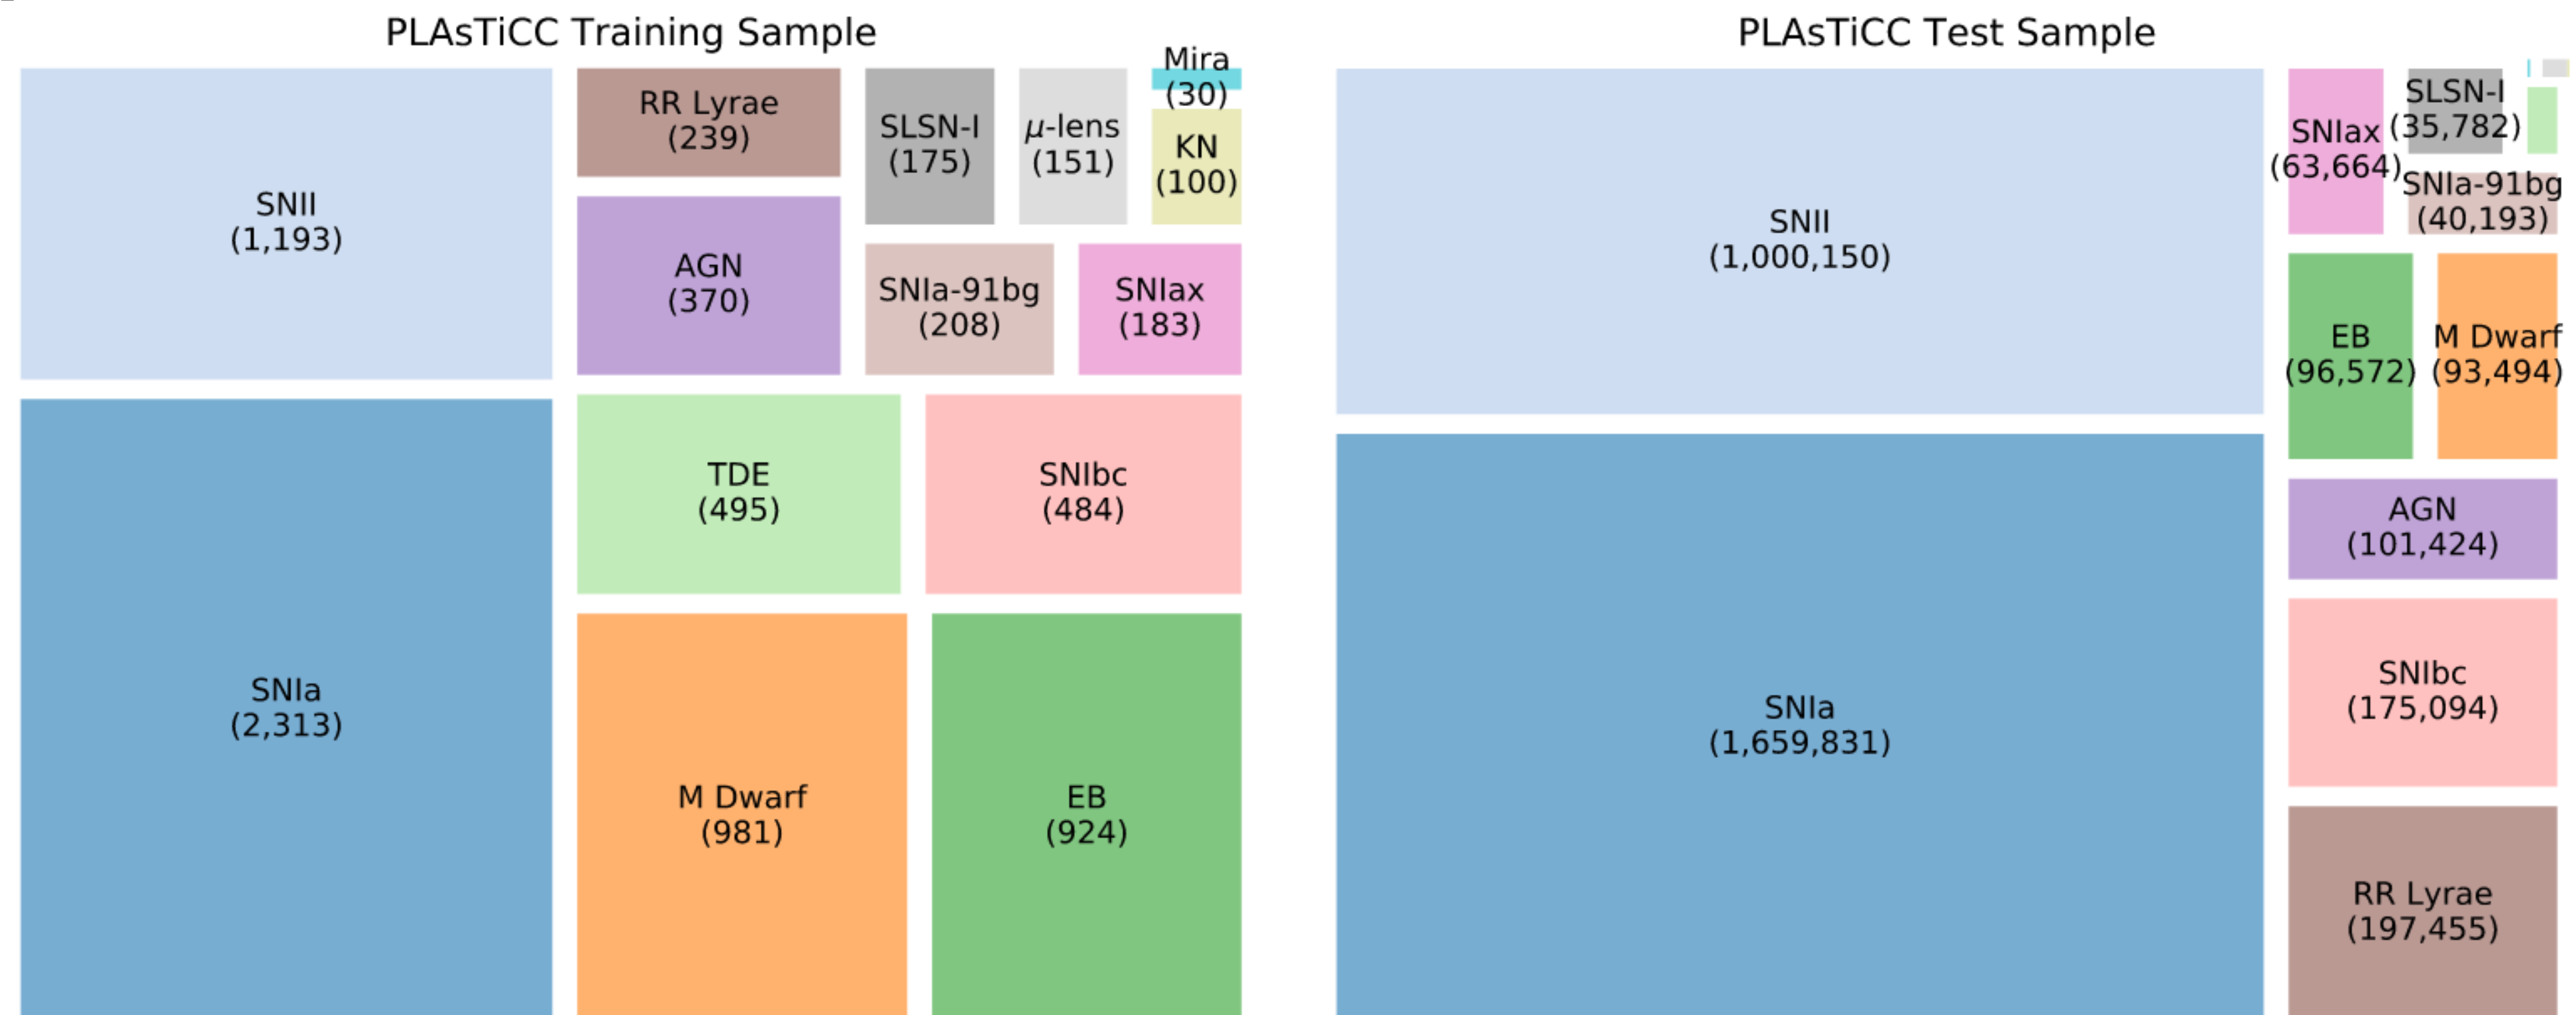 PLAsTiCC Training Sample
SNII
(1,193)
SNIa
(2,313)
RR Lyrae
(239)
AGN
(370)
SLSN-I
(175)
μ-lens
(151)
Mira
(30)
KN
(100)
SNIa-91bg
(208)
SNIax
(183)
TDE
(495)
SNIbc
(484)
M Dwarf
(981)
EB
(924)
PLAsTiCC Test Sample
SNII
(1,000,150)
SNIa
(1,659,831)
SNIax
(63,664)
SLSN-I
(35,782)
SNIa-91bg
(40,193)
EB
(96,572)
M Dwarf
(93,494)
AGN
(101,424)
SNIbc
(175,094)
RR Lyrae
(197,455)